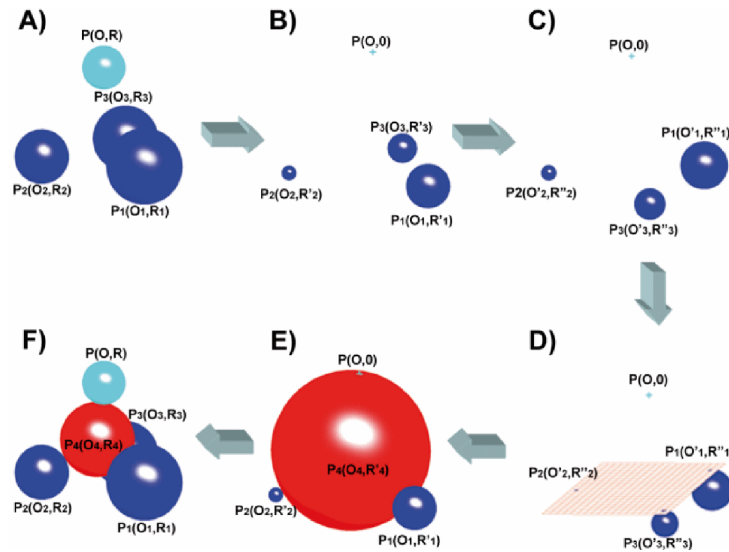 A)
P(O,R)
P3(O3,R3)
P2(O2,R2)
P1(O1,R1)
B)
P(O,0)
P3(O3,R'3)
P2(O2,R'2)
P1(O1,R'1)
C)
P(O,0)
P1(O'1,R"1)
P2(O'2,R"2)
P3(O'3,R"3)
F)
P(O,R)
P3(O3,R3)
P4(O4,R4)
P2(O2,R2)
P1(O1,R1)
E)
P(O,0)
P4(O4,R'4)
P2(O2,R'2)
P1(O1,R'1)
D)
P(O,0)
P1(O'1,R"1)
P2(O'2,R"2)
P3(O'3,R"3)